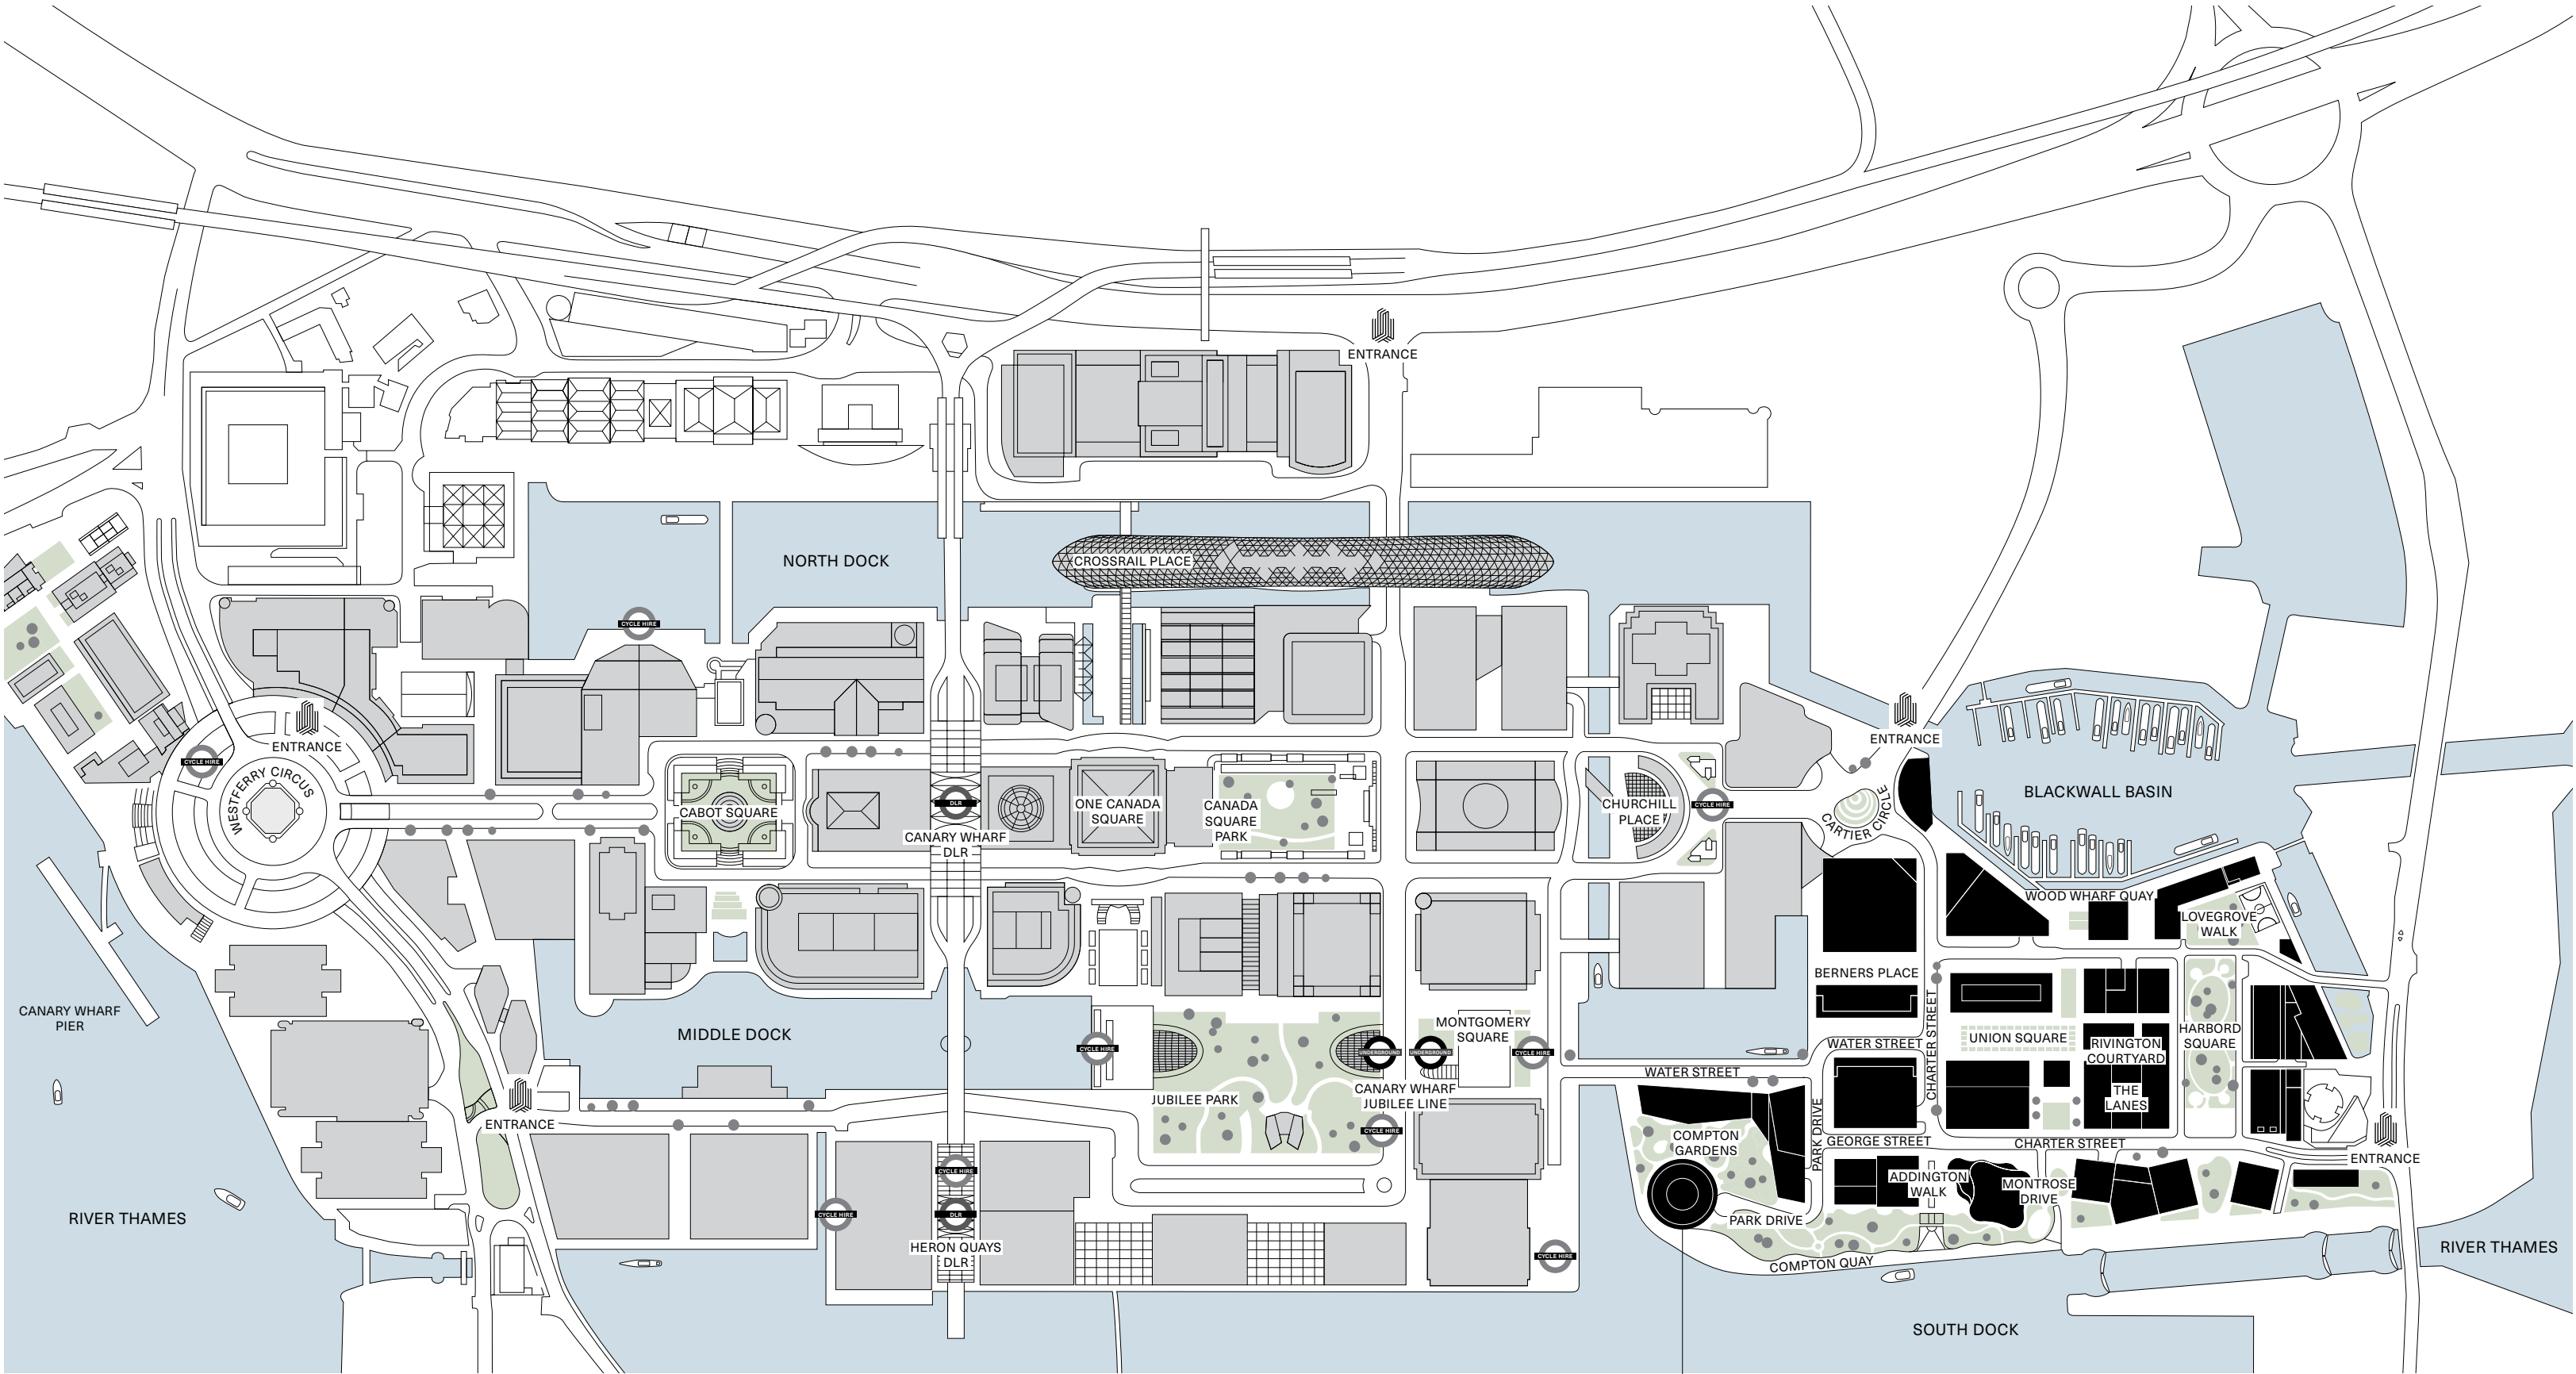 ENTRANCE
NORTH DOCK
CROSSRAIL PLACE
CYCLE HIRE
ENTRANCE
CYCLE HIRE
WESTFERRY CIRCUS
CABOT SQUARE
DLR
CANARY WHARF
DLR
ONE CANADA
SQUARE
CANADA
SQUARE
PARK
CHURCHILL
PLACE
CYCLE HIRE
ENTRANCE
CARTIER CIRCLE
BLACKWALL BASIN
WOOD WHARF QUAY
LOVEGROVE
WALK
BERNERS PLACE
CANARY WHARF
PIER
MIDDLE DOCK
CYCLE HIRE
UNDERGROUND
UNDERGROUND
MONTGOMERY
SQUARE
CYCLE HIRE
CANARY WHARF
JUBILEE LINE
JUBILEE PARK
CYCLE HIRE
WATER STREET
WATER STREET
CHARTER STREET
UNION SQUARE
RIVINGTON
COURTYARD
HARBORD
SQUARE
THE
LANES
ENTRANCE
COMPTON
GARDENS
PARK DRIVE
GEORGE STREET
CHARTER STREET
ENTRANCE
ADDINGTON
WALK
MONTROSE
DRIVE
PARK DRIVE
COMPTON QUAY
CYCLE HIRE
CYCLE HIRE
DLR
HERON QUAYS
DLR
CYCLE HIRE
RIVER THAMES
RIVER THAMES
SOUTH DOCK